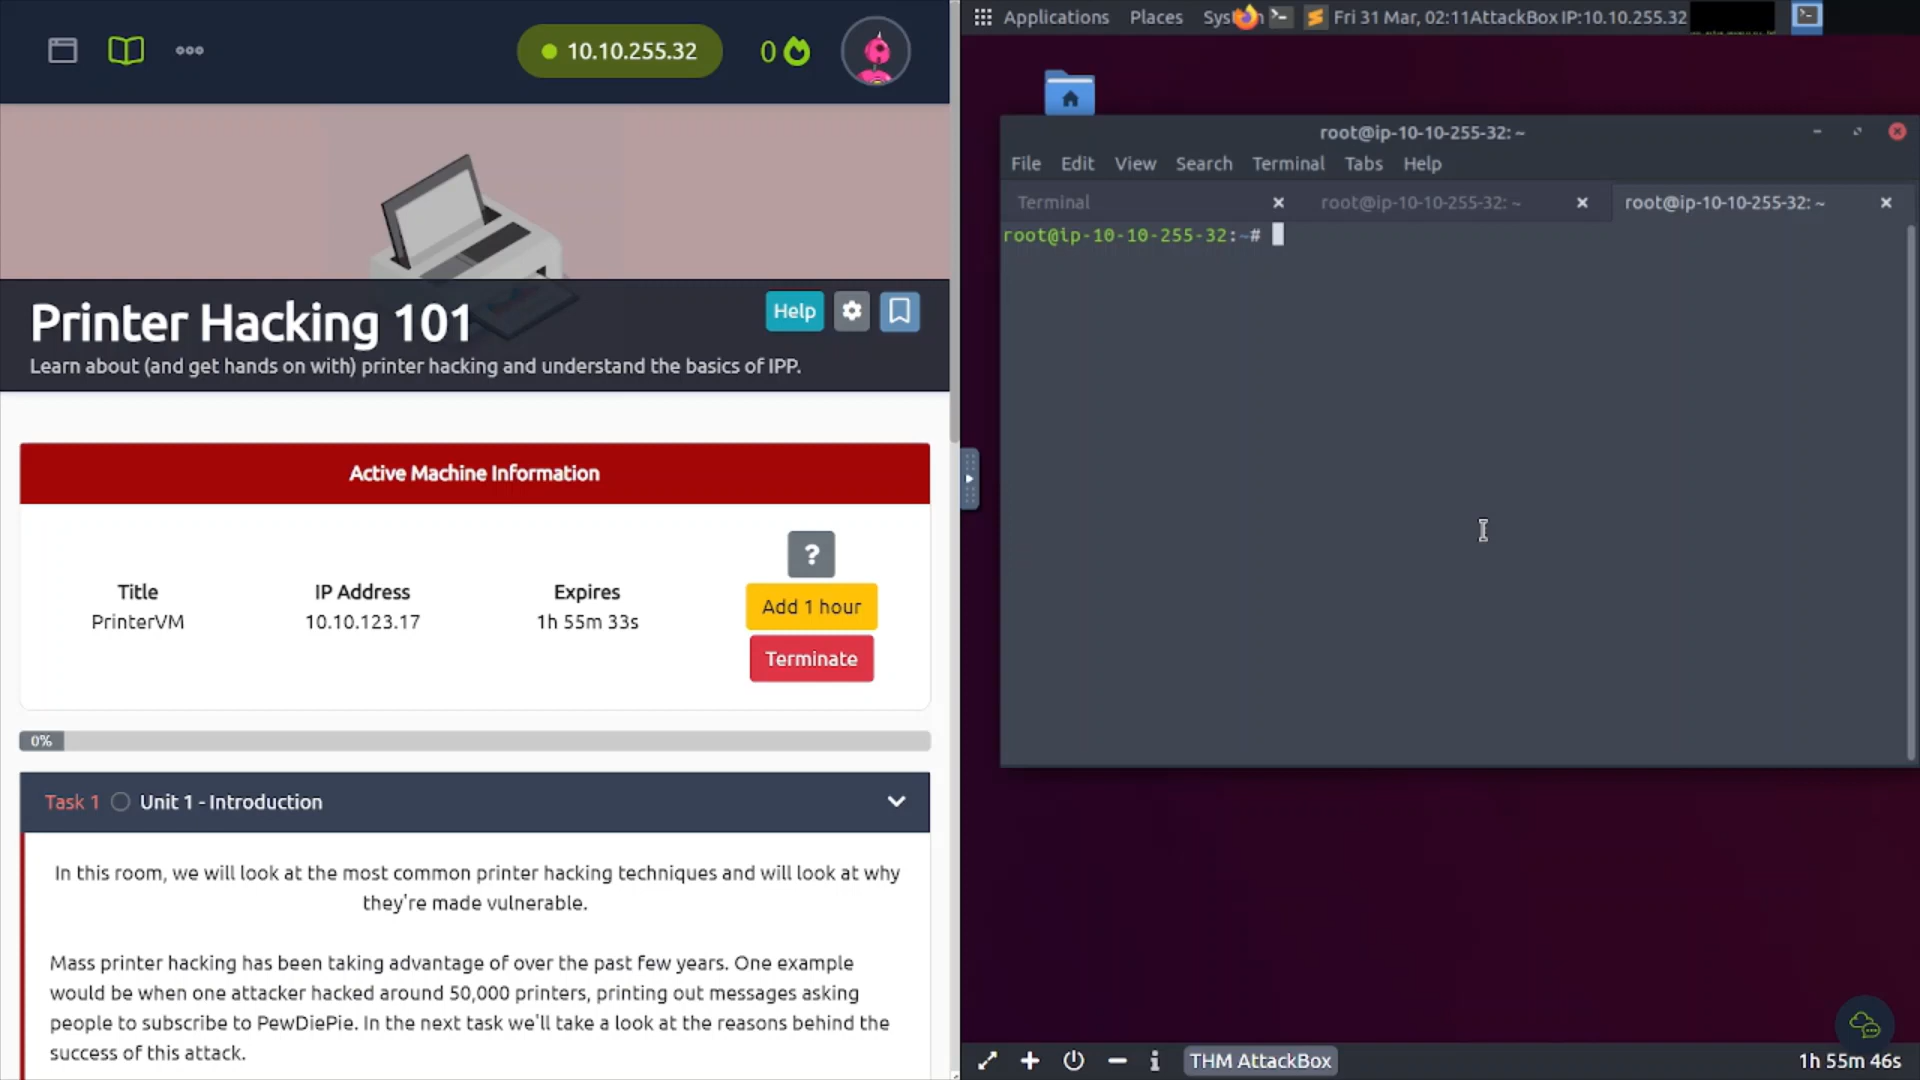 10.10.255.32
0
Printer Hacking 101
Help
Learn about (and get hands on with) printer hacking and understand the basics of IPP.
Active Machine Information
Title
IP Address
Expires
?
PrinterVM
10.10.123.17
1h 55m 33s
Add 1 hour
Terminate
0%
Task 1
Unit 1 - Introduction
In this room, we will look at the most common printer hacking techniques and will look at why
they're made vulnerable.
Mass printer hacking has been taking advantage of over the past few years. One example
would be when one attacker hacked around 50,000 printers, printing out messages asking
people to subscribe to PewDiePie. In the next task we'll take a look at the reasons behind the
success of this attack.
Applications Places Sys Fri 31 Mar, 02:11 AttackBox IP:10.10.255.32
root@ip-10-10-255-32: ~
File Edit View Search Terminal Tabs Help
Terminal
root@ip-10-10-255-32: ~
root@ip-10-10-255-32: ~
root@ip-10-10-255-32:~#
THM AttackBox
1h 55m 46s